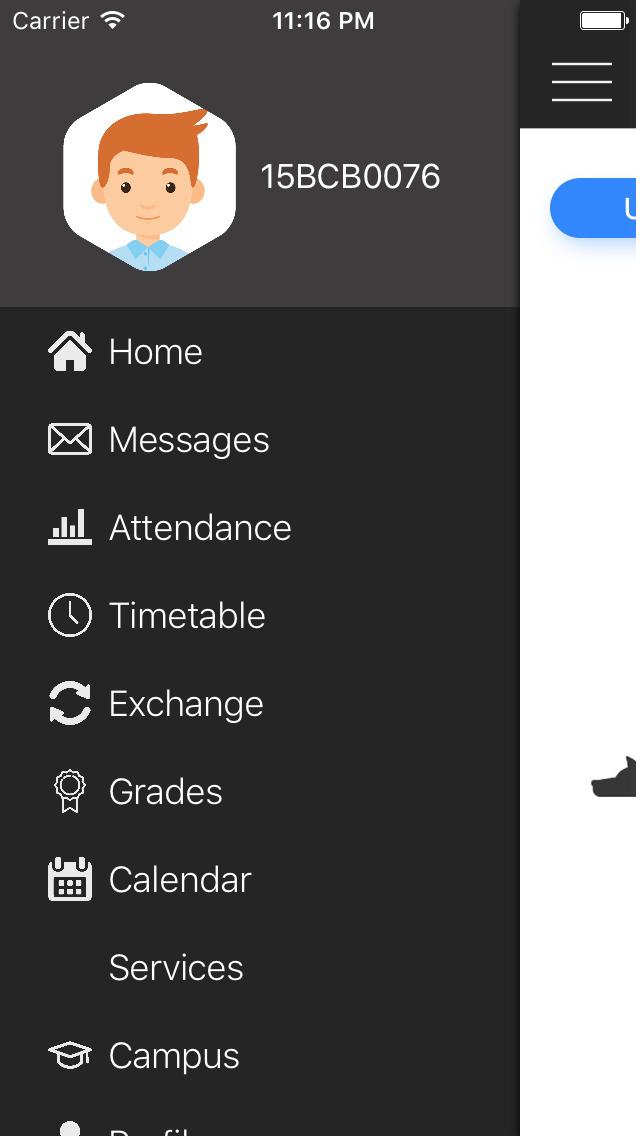 Carrier 11:16 PM
15BCB0076
Home
Messages
Attendance
Timetable
Exchange
Grades
Calendar
Services
Campus